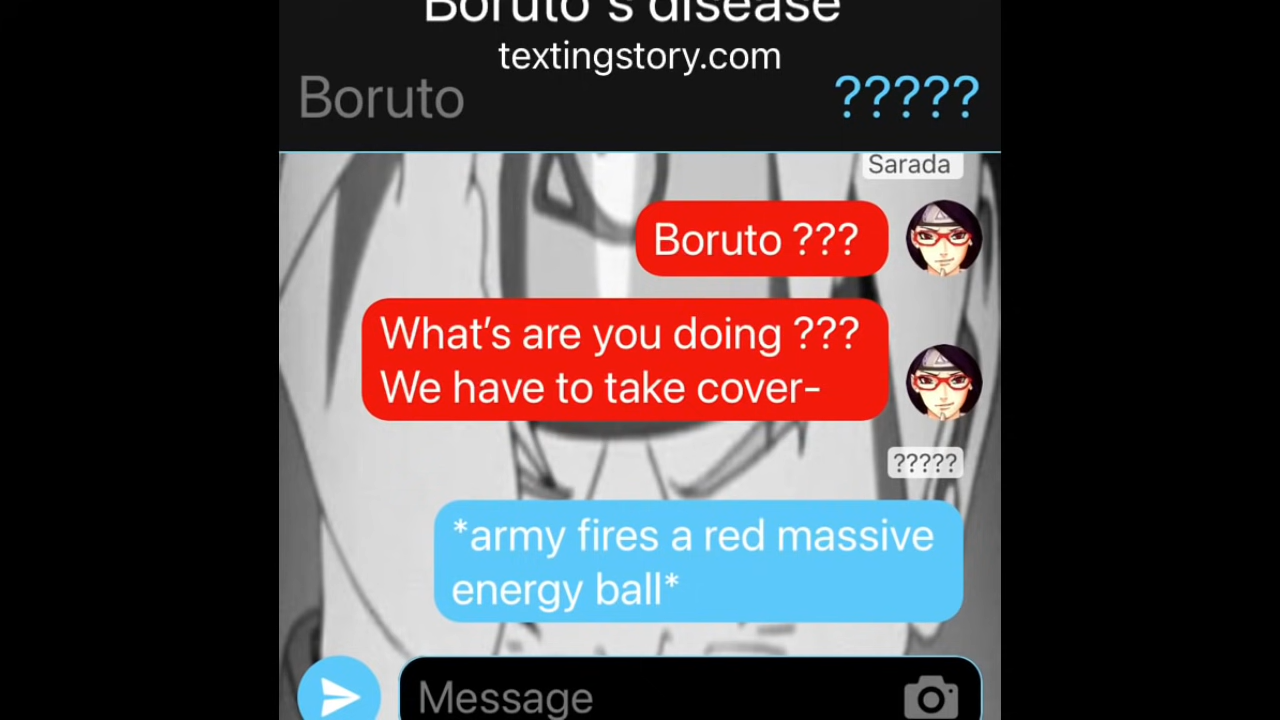 Boruto's disease
textingstory.com
Boruto
?????
Sarada
Boruto ???
What's are you doing ???
We have to take cover-
?????
*army fires a red massive
energy ball*
Message